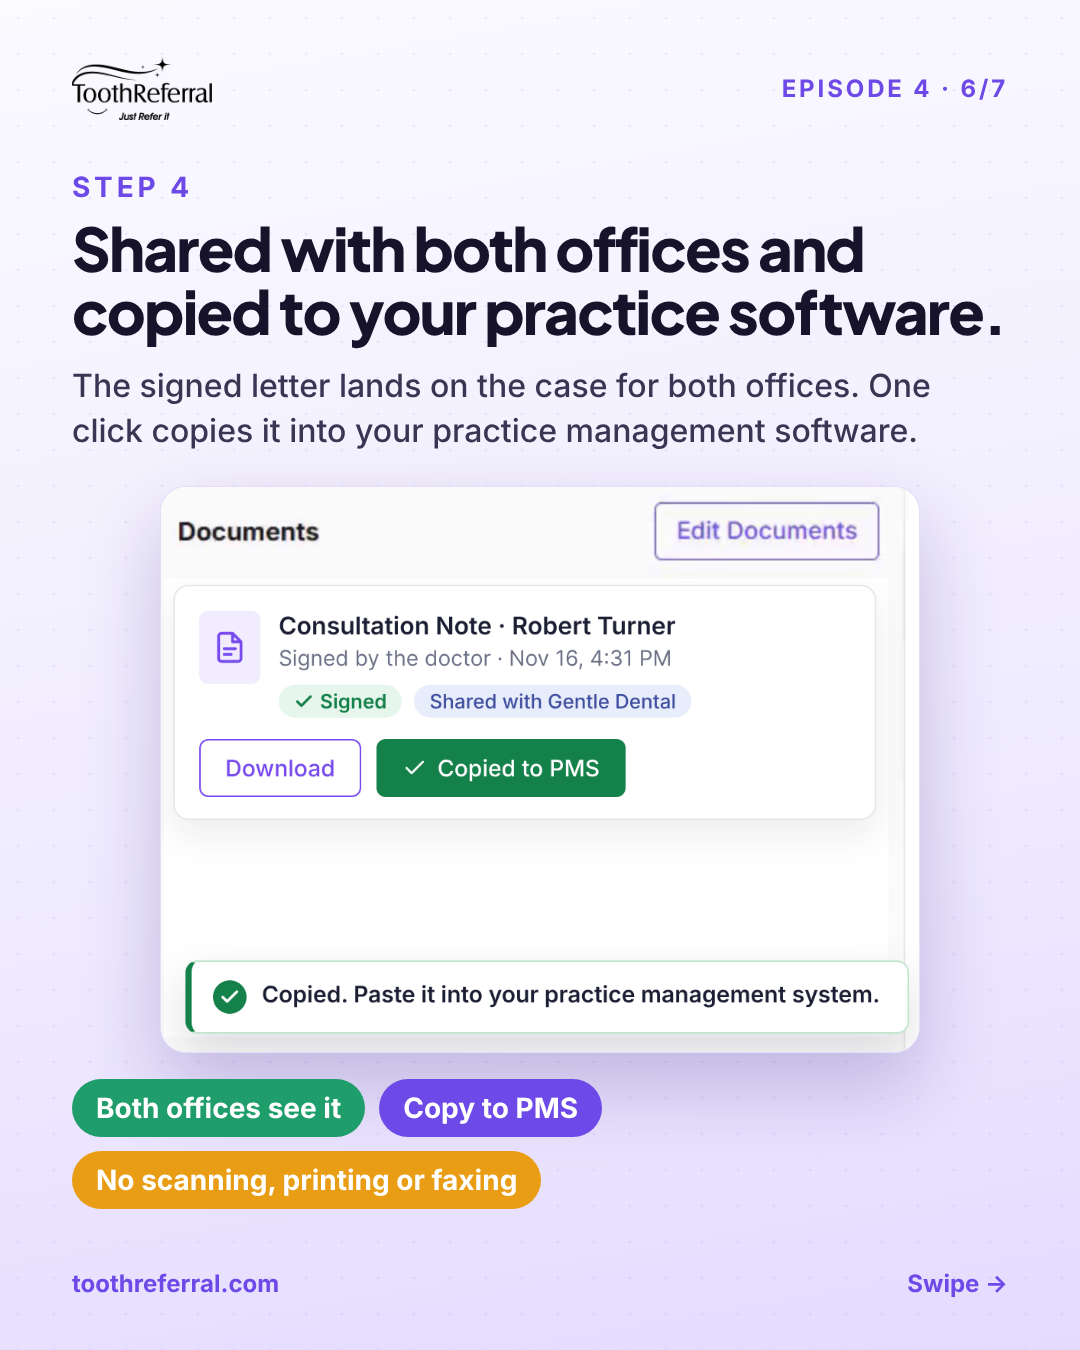 ToothReferral
Just Refer it
EPISODE 4 · 6/7
STEP 4
Shared with both offices and
copied to your practice software.
The signed letter lands on the case for both offices. One
click copies it into your practice management software.
Documents
Edit Documents
Consultation Note · Robert Turner
Signed by the doctor · Nov 16, 4:31 PM
Signed
Shared with Gentle Dental
Download
Copied to PMS
Copied. Paste it into your practice management system.
Both offices see it
Copy to PMS
No scanning, printing or faxing
toothreferral.com
Swipe →